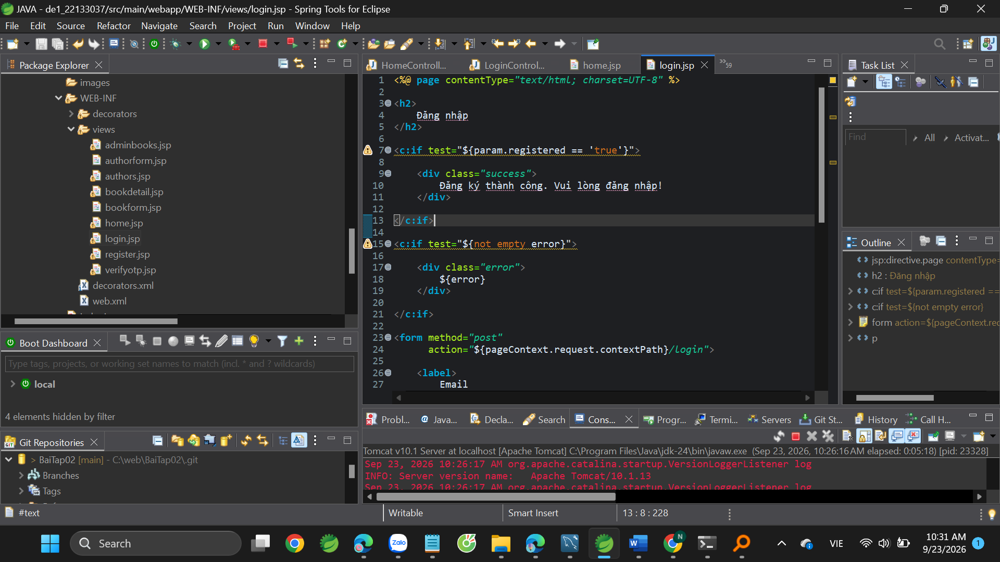 JAVA - de1_22133037/src/main/webapp/WEB-INF/views/login.jsp - Spring Tools for Eclipse
File Edit Source Refactor Navigate Search Project Run Window Help
Package Explorer
images
WEB-INF
decorators
views
adminbooks.jsp
authorform.jsp
authors.jsp
bookdetail.jsp
bookform.jsp
home.jsp
login.jsp
register.jsp
verifyotp.jsp
decorators.xml
web.xml
Boot Dashboard
Type tags, projects, or working set names to match (incl. * and ? wildcards)
local
4 elements hidden by filter
Git Repositories
> BaiTap02 [main] - C:\web\BaiTap02\.git
Branches
Tags
HomeControll... LoginControl... home.jsp login.jsp »59
1 <%@ page contentType="text/html; charset=UTF-8" %>
2
3 <h2>
4 Đăng nhập
5 </h2>
6
7 <c:if test="${param.registered == 'true'}">
8
9 <div class="success">
10 Đăng ký thành công. Vui lòng đăng nhập!
11 </div>
12
13 </c:if>
14
15 <c:if test="${not empty error}">
16
17 <div class="error">
18 ${error}
19 </div>
20
21 </c:if>
22
23 <form method="post"
24 action="${pageContext.request.contextPath}/login">
25
26 <label>
27 Email
Task List
Find All Activat...
Outline
jsp:directive.page contentType=
h2 : Đăng nhập
c:if test=${param.registered ==
c:if test=${not empty error}
form action=${pageContext.rec
p
Probl... Java... Decla... Search Cons... Progr... Termi... Servers Git St... History Call H...
Tomcat v10.1 Server at localhost [Apache Tomcat] C:\Program Files\Java\jdk-24\bin\javaw.exe (Sep 23, 2026, 10:26:16 AM elapsed: 0:05:18) [pid: 23328]
Sep 23, 2026 10:26:17 AM org.apache.catalina.startup.VersionLoggerListener log
INFO: Server version name: Apache Tomcat/10.1.13
Sep 23, 2026 10:26:17 AM org.apache.catalina.startup.VersionLoggerListener log
#text Writable Smart Insert 13 : 8 : 228
Search
Zalo
N
VIE
10:31 AM
9/23/2026
1